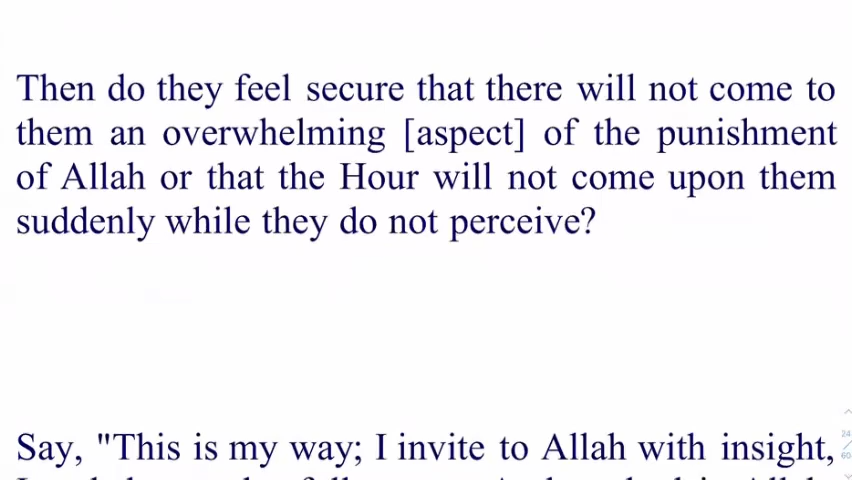 Then do they feel secure that there will not come to
them an overwhelming [aspect] of the punishment
of Allah or that the Hour will not come upon them
suddenly while they do not perceive?
Say, "This is my way; I invite to Allah with insight,
24
60